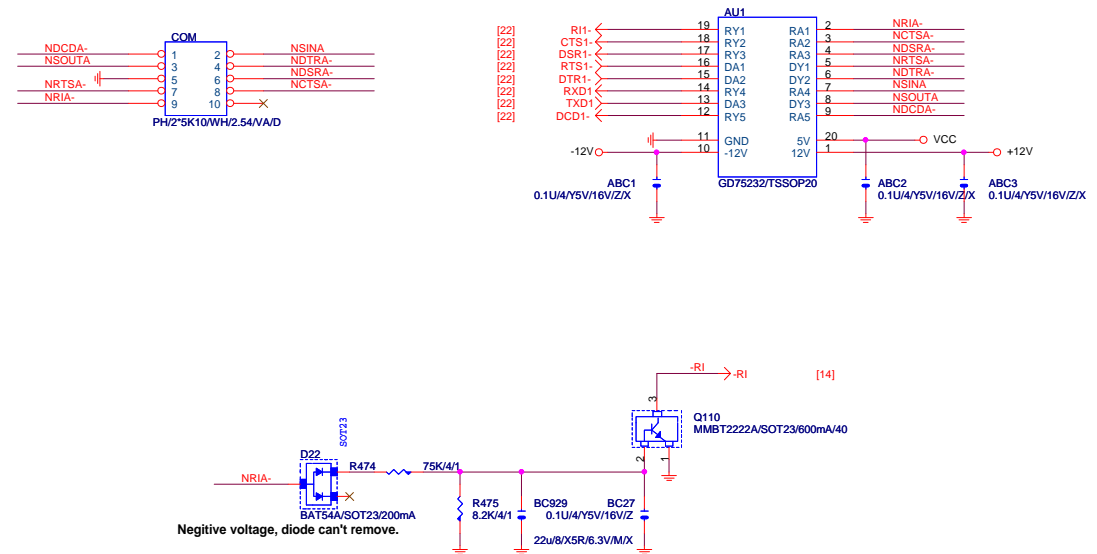 COM
NDCDA- 1 2 NSINA
NSOUTA 3 4 NDTRA-
5 6 NDSRA-
NRTSA- 7 8 NCTSA-
NRIA- 9 10
PH/2*5K10/WH/2.54/VA/D
AU1
[22] RI1- 19 RY1 RA1 2 NRIA-
[22] CTS1- 18 RY2 RA2 3 NCTSA-
[22] DSR1- 17 RY3 RA3 4 NDSRA-
[22] RTS1- 16 DA1 DY1 5 NRTSA-
[22] DTR1- 15 DA2 DY2 6 NDTRA-
[22] RXD1 14 RY4 RA4 7 NSINA
[22] TXD1 13 DA3 DY3 8 NSOUTA
[22] DCD1- 12 RY5 RA5 9 NDCDA-
11 GND 5V 20 VCC
-12V 10 -12V 12V 1 +12V
GD75232/TSSOP20
ABC1
0.1U/4/Y5V/16V/Z/X
ABC2
0.1U/4/Y5V/16V/Z/X
ABC3
0.1U/4/Y5V/16V/Z/X
-RI -RI [14]
3
Q110
MMBT2222A/SOT23/600mA/40
2 1
SOT23
D22
NRIA-
R474 75K/4/1
BAT54A/SOT23/200mA
Negitive voltage, diode can't remove.
R475
8.2K/4/1
BC929
22u/8/X5R/6.3V/M/X
BC27
0.1U/4/Y5V/16V/Z